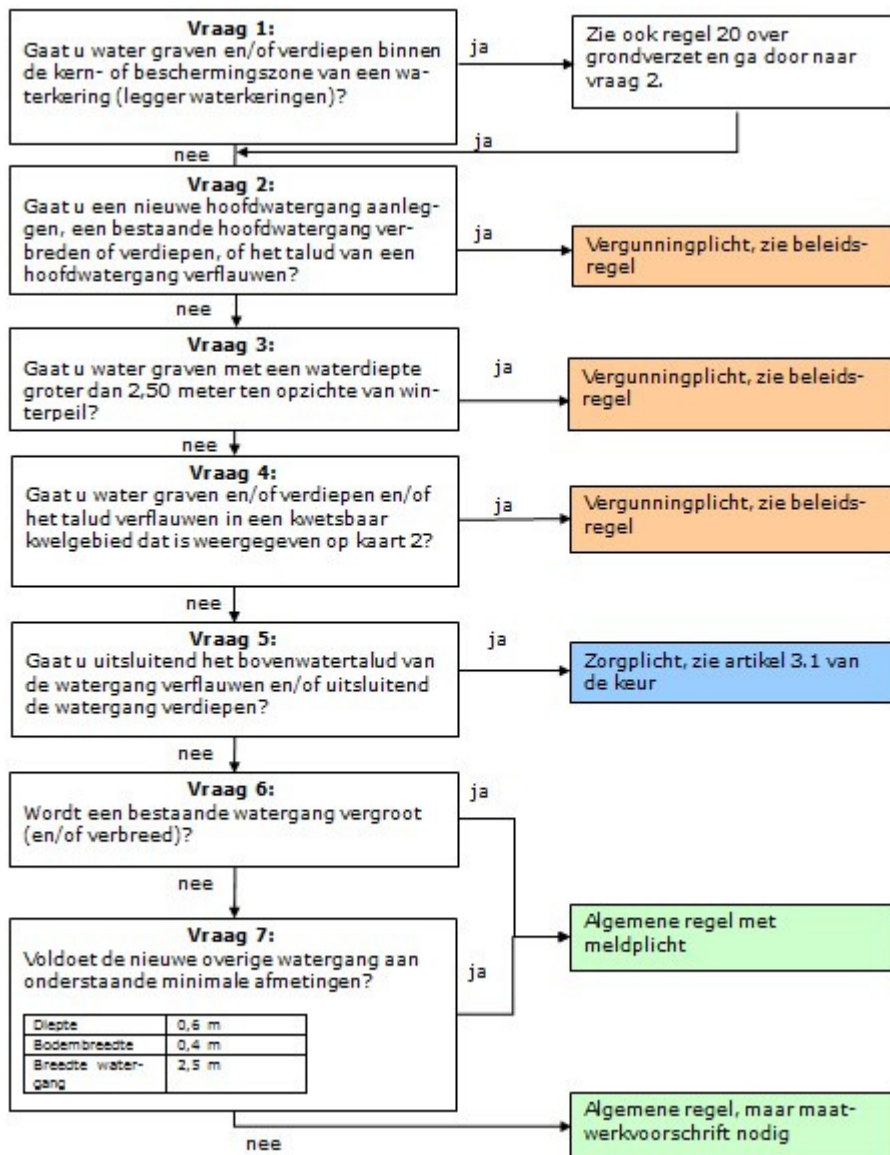 Vraag 1:
Gaat u water graven en/of verdiepen binnen
de kern- of beschermingszone van een wa-
terkering (legger waterkeringen)?
ja
Zie ook regel 20 over
grondverzet en ga door naar
vraag 2.
nee
ja
Vraag 2:
Gaat u een nieuwe hoofdwatergang aanleg-
gen, een bestaande hoofdwatergang ver-
breden of verdiepen, of het talud van een
hoofdwatergang verflauwen?
ja
Vergunningplicht, zie beleids-
regel
nee
Vraag 3:
Gaat u water graven met een waterdiepte
groter dan 2,50 meter ten opzichte van win-
terpeil?
ja
Vergunningplicht, zie beleids-
regel
nee
Vraag 4:
Gaat u water graven en/of verdiepen en/of
het talud verflauwen in een kwetsbaar
kwelgebied dat is weergegeven op kaart 2?
ja
Vergunningplicht, zie beleids-
regel
nee
Vraag 5:
Gaat u uitsluitend het bovenwatertalud van
de watergang verflauwen en/of uitsluitend
de watergang verdiepen?
ja
Zorgplicht, zie artikel 3.1 van
de keur
nee
Vraag 6:
Wordt een bestaande watergang vergroot
(en/of verbreed)?
ja
nee
Vraag 7:
Voldoet de nieuwe overige watergang aan
onderstaande minimale afmetingen?
ja
Algemene regel met
meldplicht
Diepte 0,6 m
Bodembreedte 0,4 m
Breedte water- 2,5 m
gang
nee
Algemene regel, maar maat-
werkvoorschrift nodig